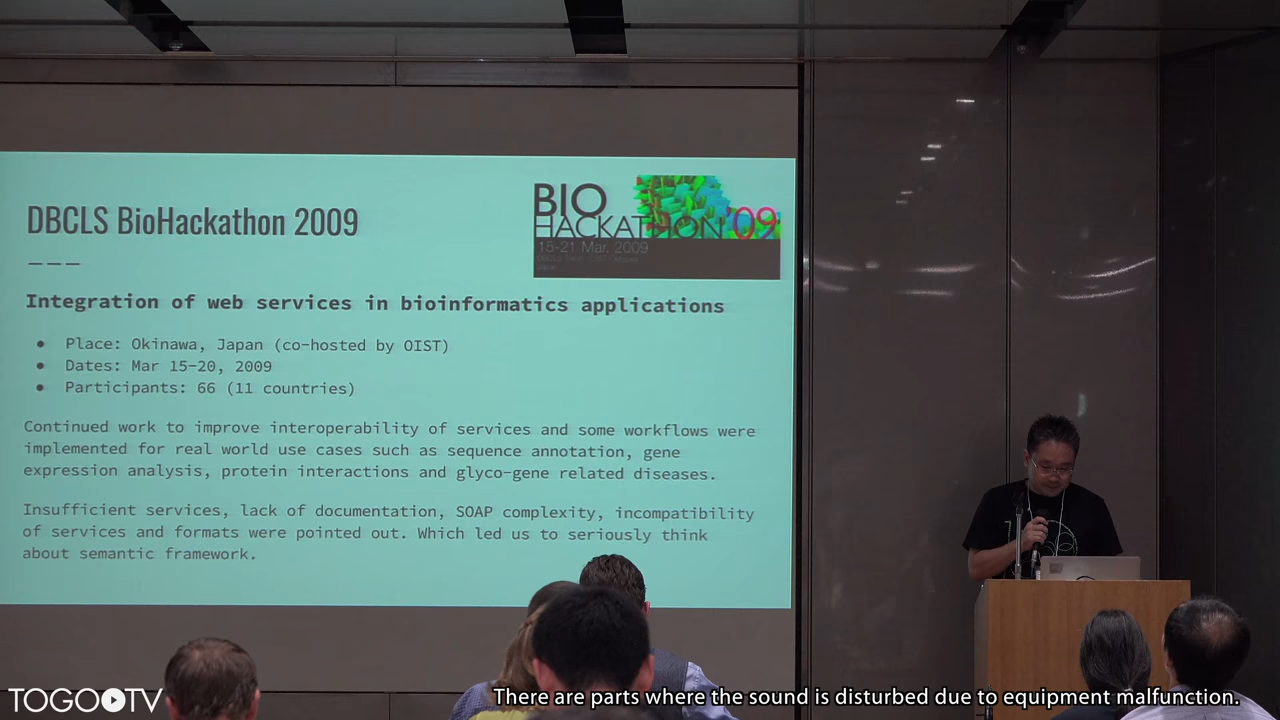 DBCLS BioHackathon 2009
BIO
HACKATHON '09
15-21 Mar. 2009
Integration of web services in bioinformatics applications
● Place: Okinawa, Japan (co-hosted by OIST)
● Dates: Mar 15-20, 2009
● Participants: 66 (11 countries)
Continued work to improve interoperability of services and some workflows were
implemented for real world use cases such as sequence annotation, gene
expression analysis, protein interactions and glyco-gene related diseases.
Insufficient services, lack of documentation, SOAP complexity, incompatibility
of services and formats were pointed out. Which led us to seriously think
about semantic framework.
TOGO TV
There are parts where the sound is disturbed due to equipment malfunction.